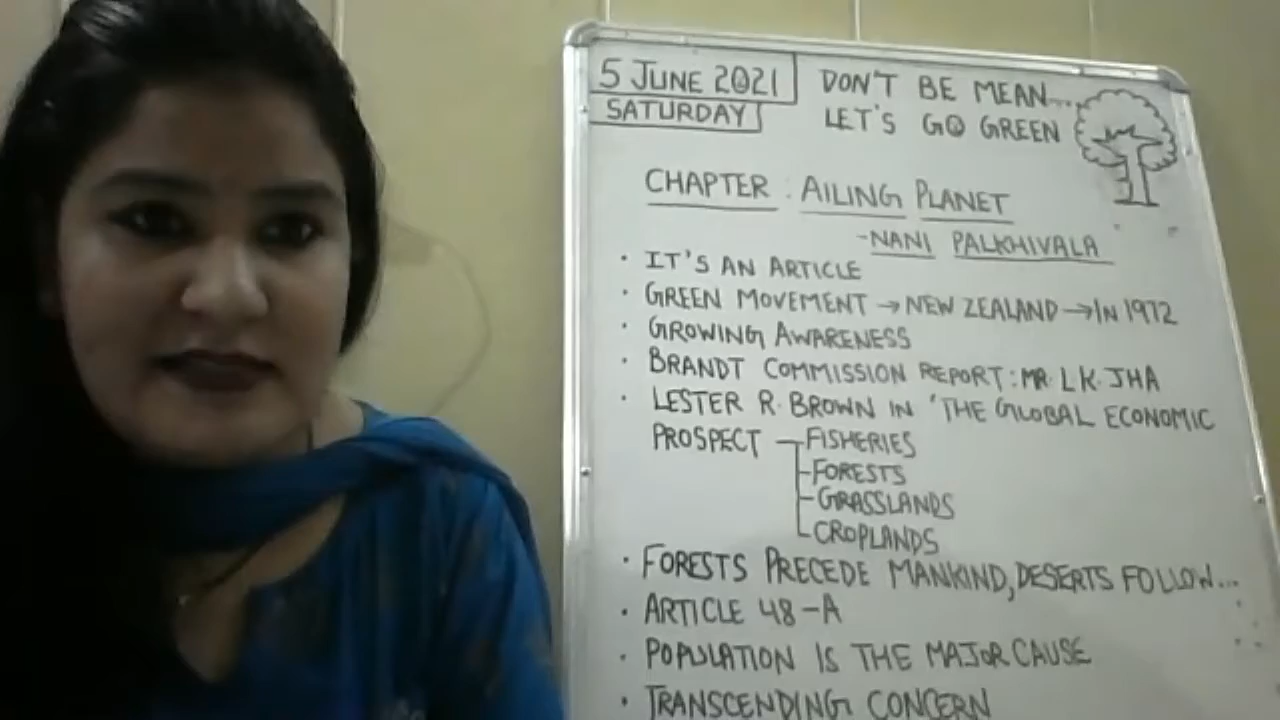 5 JUNE 2021
SATURDAY
DON'T BE MEAN...
LET'S GO GREEN
CHAPTER : AILING PLANET
-NANI PALKHIVALA
· IT'S AN ARTICLE
· GREEN MOVEMENT → NEW ZEALAND → IN 1972
· GROWING AWARENESS
· BRANDT COMMISSION REPORT: MR. L.K. JHA
· LESTER R. BROWN IN 'THE GLOBAL ECONOMIC
PROSPECT - FISHERIES
- FORESTS
- GRASSLANDS
- CROPLANDS
· FORESTS PRECEDE MANKIND, DESERTS FOLLOW...
· ARTICLE 48-A
· POPULATION IS THE MAJOR CAUSE
· TRANSCENDING CONCERN